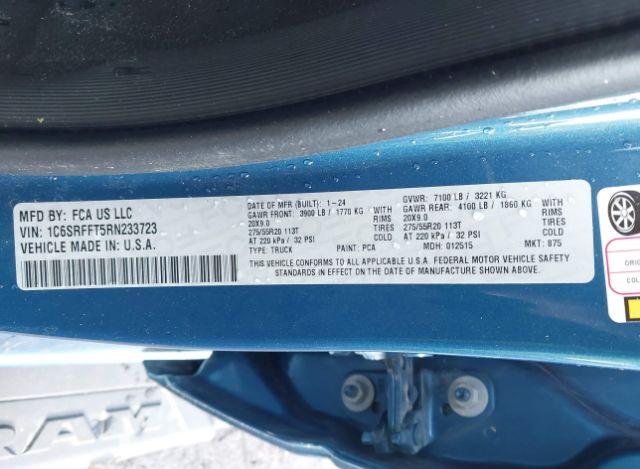 MFD BY: FCA US LLC
VIN: 1C6SRFFT5RN233723
VEHICLE MADE IN U.S.A.
DATE OF MFR (BUILT): 1-24
GAWR FRONT: 3900 LB / 1770 KG WITH
20X9.0 RIMS
275/55R20 113T TIRES
AT 220 kPa / 32 PSI COLD
TYPE: TRUCK PAINT: PCA
GVWR: 7100 LB / 3221 KG
GAWR REAR: 4100 LB / 1860 KG WITH
20X9.0 RIMS
275/55R20 113T TIRES
AT 220 kPa / 32 PSI COLD
MDH: 012515 MKT: 875
THIS VEHICLE CONFORMS TO ALL APPLICABLE U.S.A. FEDERAL MOTOR VEHICLE SAFETY
STANDARDS IN EFFECT ON THE DATE OF MANUFACTURE SHOWN ABOVE.
ORIG
COL
RAM